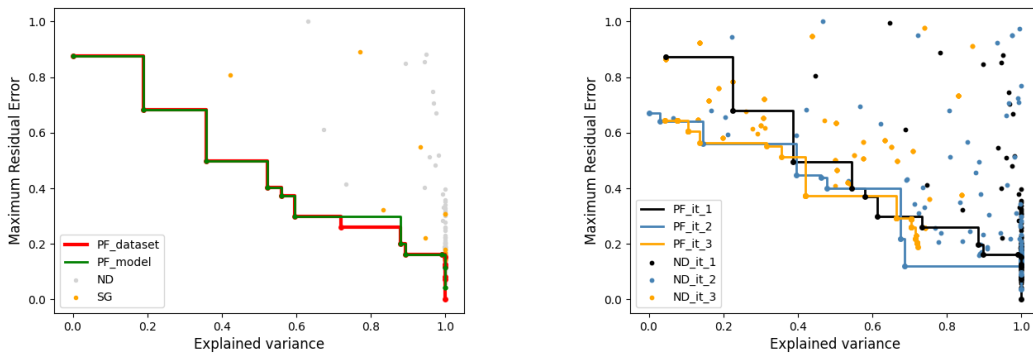 Maximum Residual Error
1.0
0.8
0.6
0.4
0.2
0.0
PF_dataset
PF_model
ND
SG
0.0 0.2 0.4 0.6 0.8 1.0
Explained variance
Maximum Residual Error
1.0
0.8
0.6
0.4
0.2
0.0
PF_it_1
PF_it_2
PF_it_3
ND_it_1
ND_it_2
ND_it_3
0.0 0.2 0.4 0.6 0.8 1.0
Explained variance